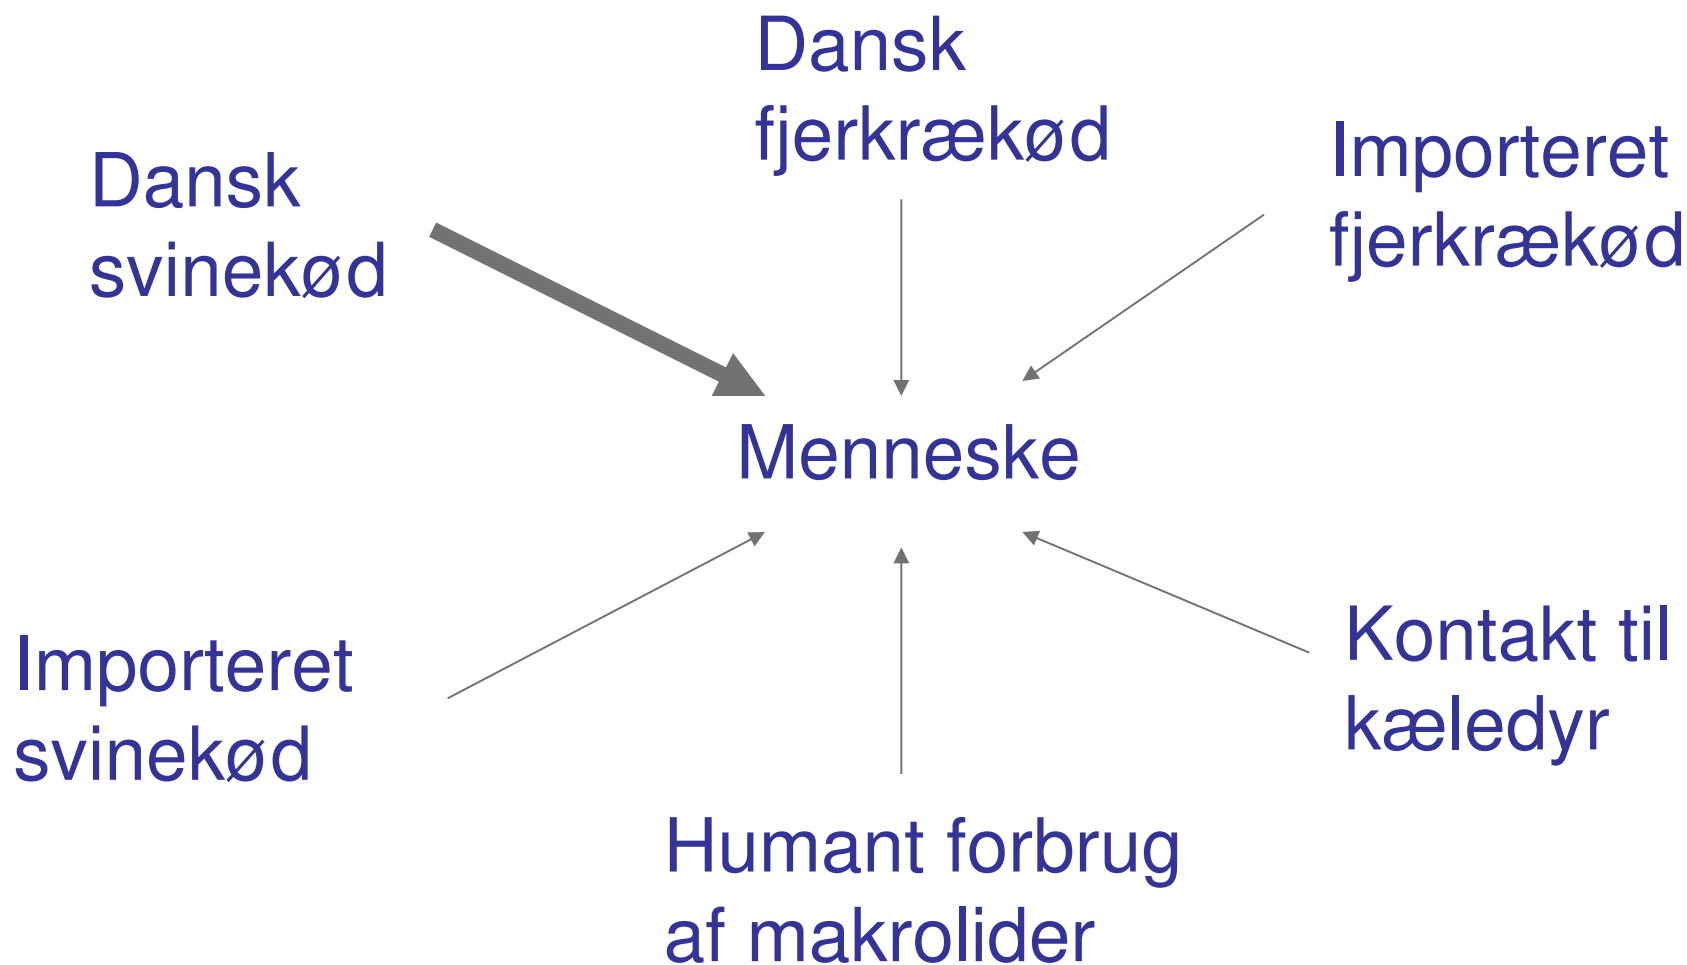 Dansk
fjerkrækød
Importeret
fjerkrækød
Dansk
svinekød
Menneske
Importeret
svinekød
Kontakt til
kæledyr
Humant forbrug
af makrolider